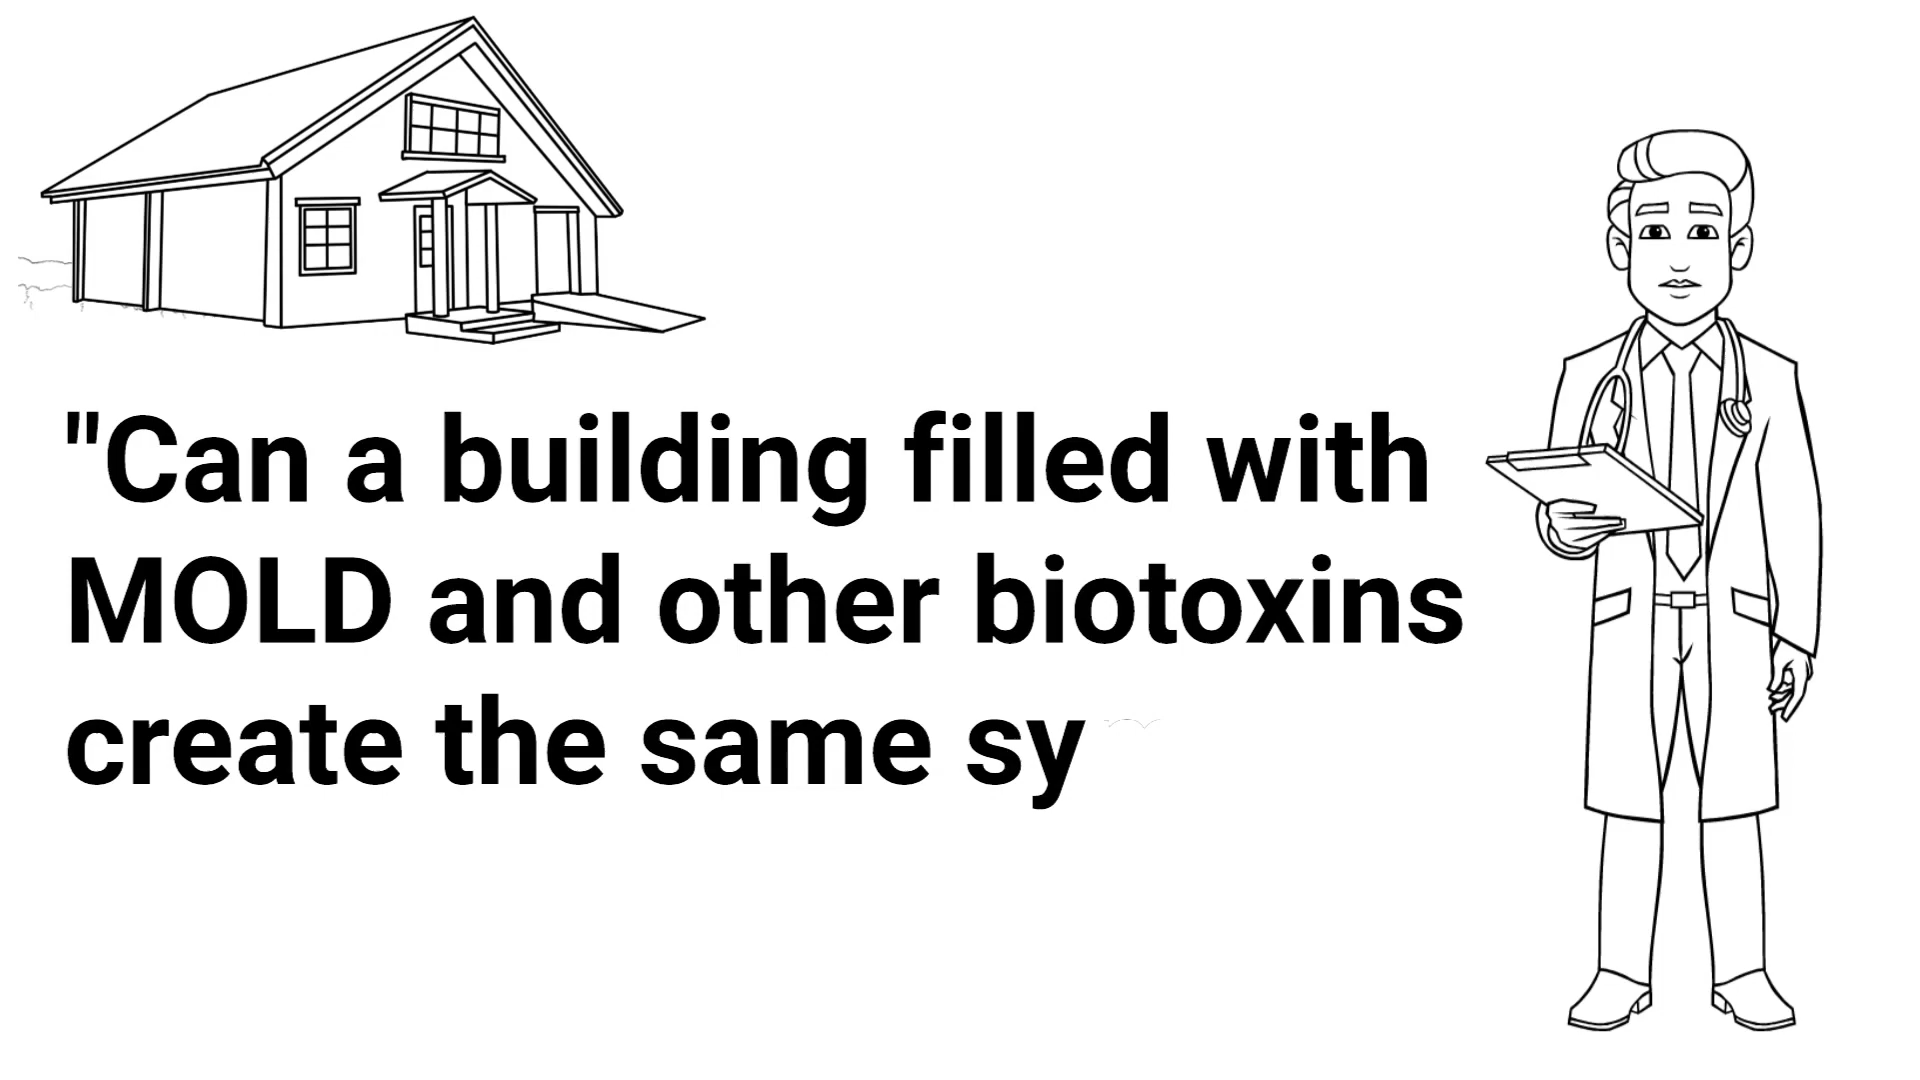 "Can a building filled with
MOLD and other biotoxins
create the same sy